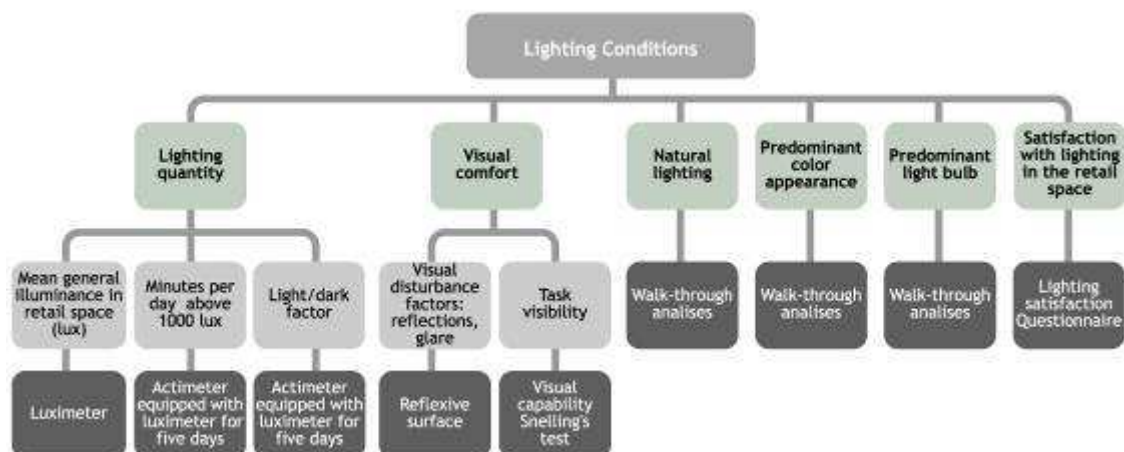 Lighting Conditions
Lighting
quantity
Visual
comfort
Natural
lighting
Predominant
color
appearance
Predominant
light bulb
Satisfaction
with lighting
in the retail
space
Mean general
illuminance in
retail space
(lux)
Minutes per
day above
1000 lux
Light/dark
factor
Visual
disturbance
factors:
reflections,
glare
Task
visibility
Walk-through
analises
Walk-through
analises
Walk-through
analises
Lighting
satisfaction
Questionnaire
Luximeter
Actimeter
equipped with
luximeter for
five days
Actimeter
equipped with
luximeter for
five days
Reflexive
surface
Visual
capability
Snelling's
test